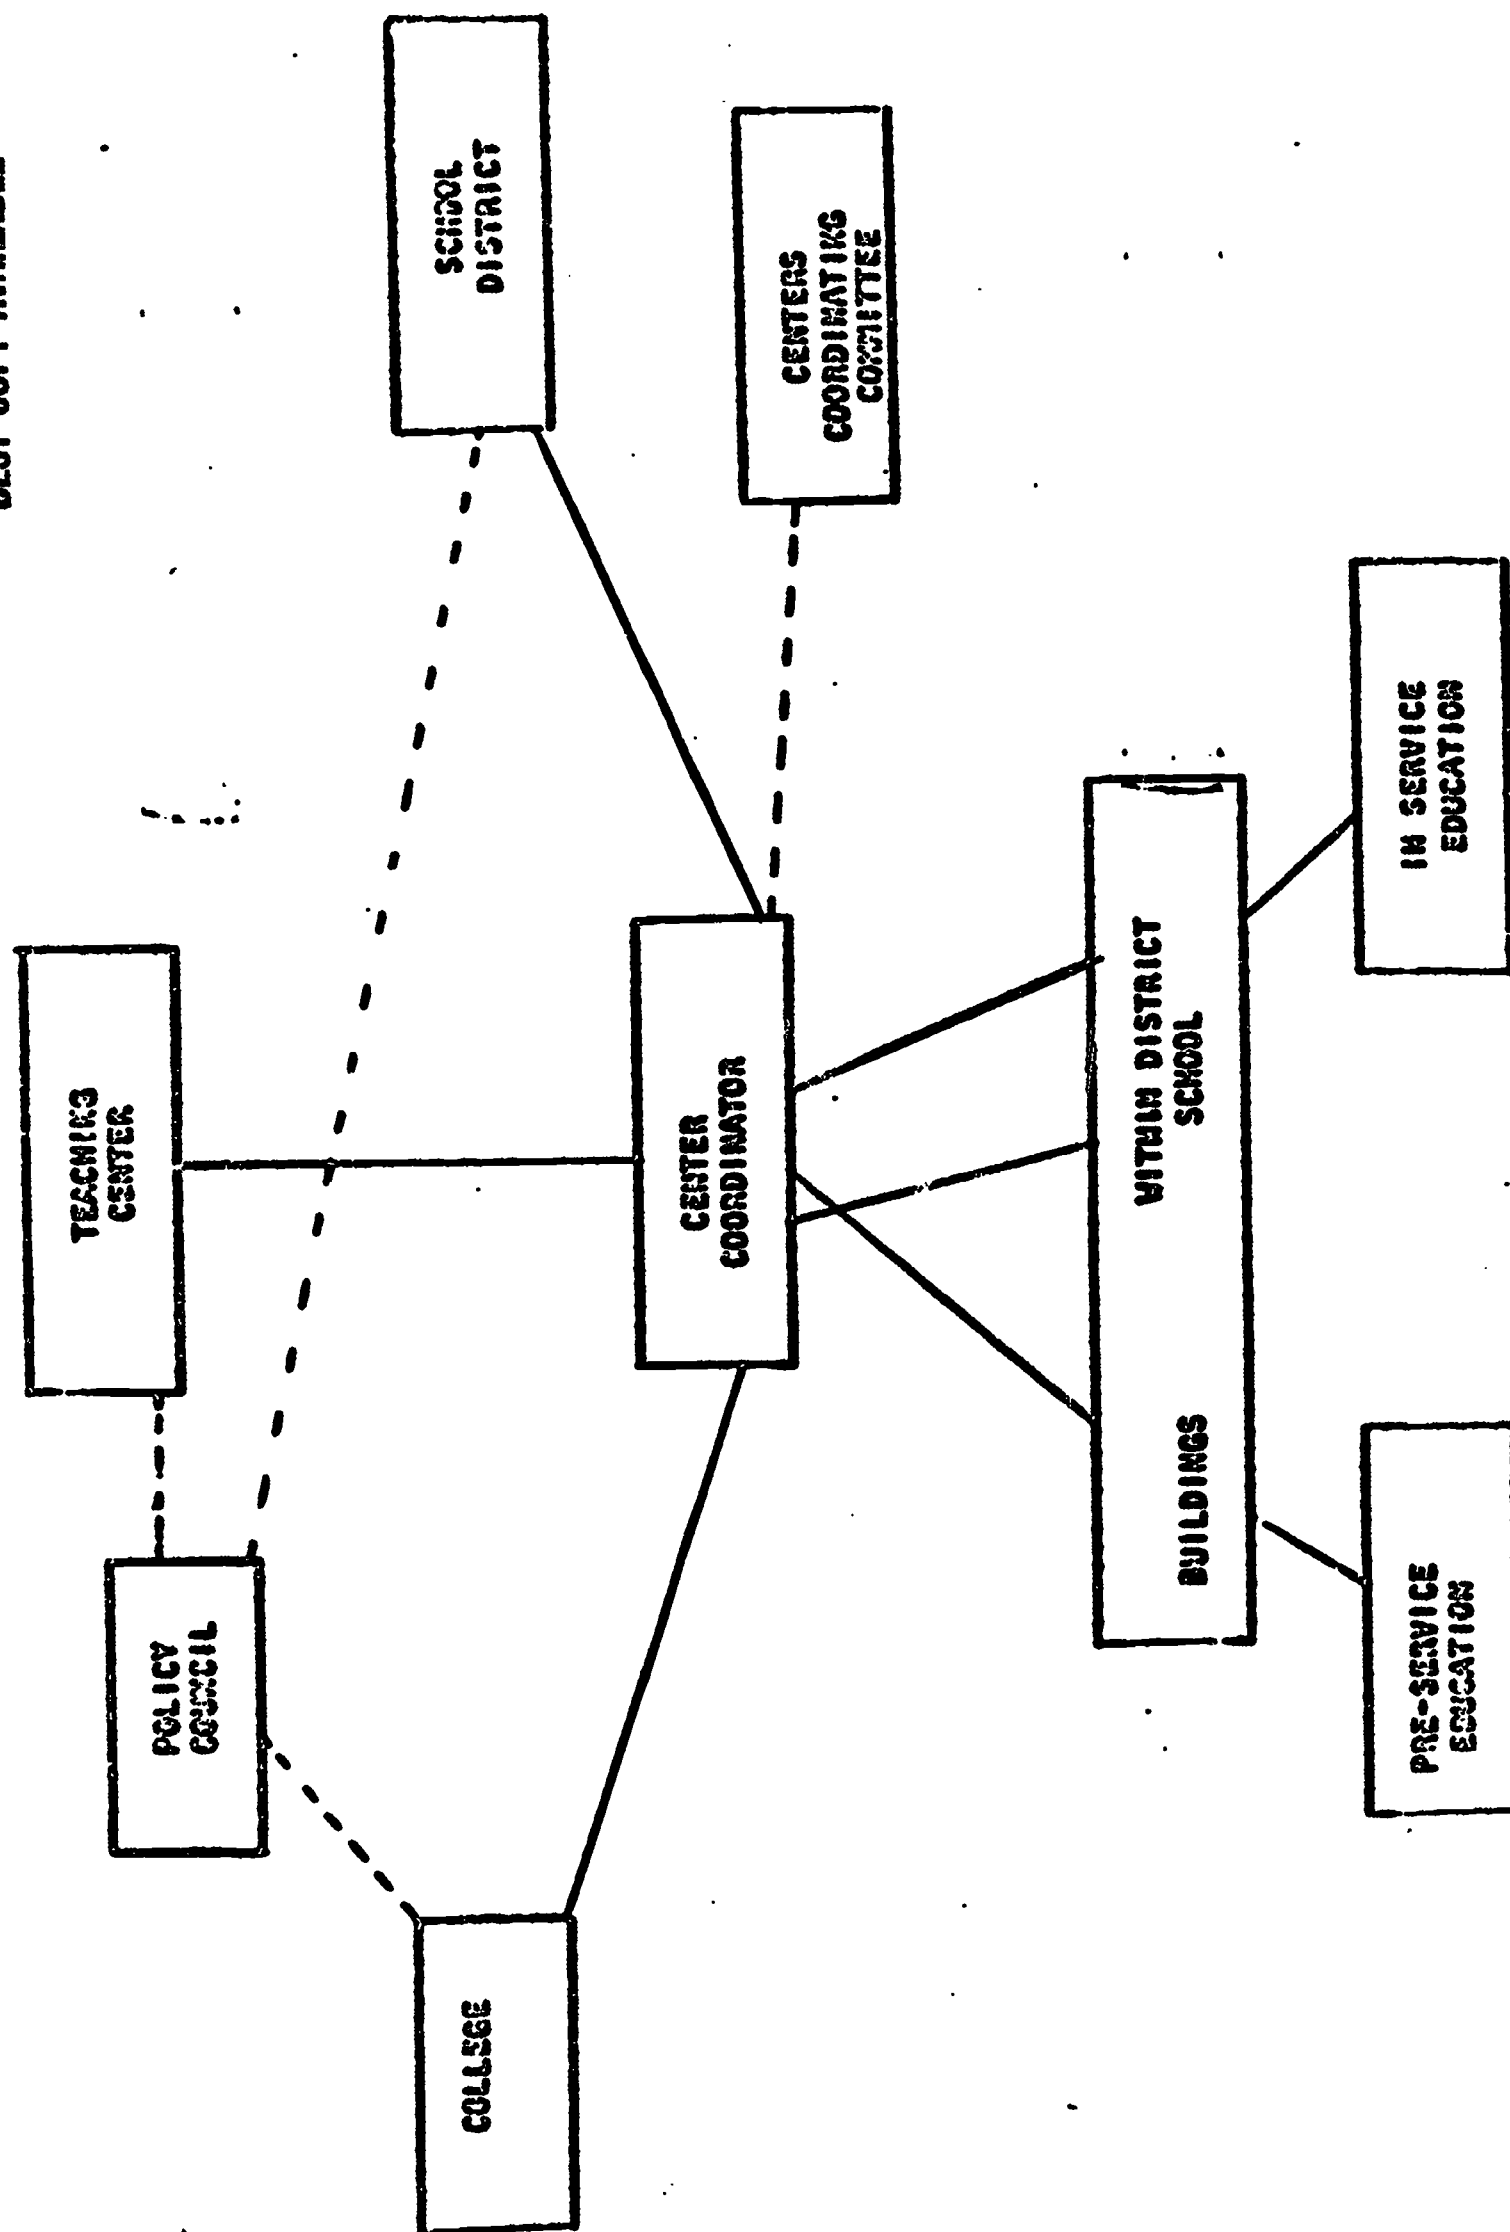 TEACHING
CENTER
POLICY
COUNCIL
SCHOOL
DISTRICT
COLLEGE
CENTER
COORDINATOR
CENTERS
COORDINATING
COMMITTEE
WITHIN DISTRICT
BUILDINGS SCHOOL
PRE-SERVICE
EDUCATION
IN SERVICE
EDUCATION